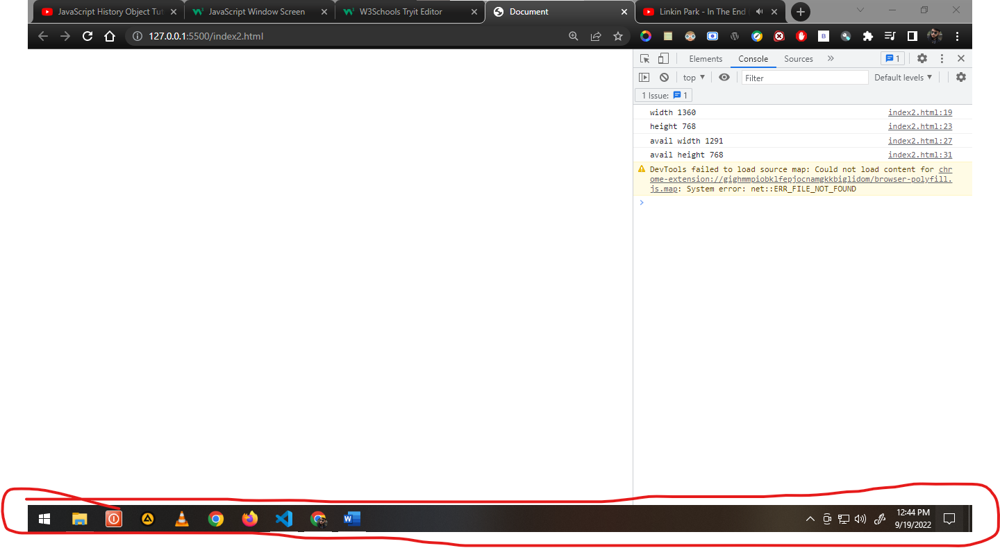 JavaScript History Object Tut
JavaScript Window Screen
W3Schools Tryit Editor
Document
Linkin Park - In The End
127.0.0.1:5500/index2.html
Elements
Console
Sources
1
top
Filter
Default levels
1 Issue: 1
width 1360 index2.html:19
height 768 index2.html:23
avail width 1291 index2.html:27
avail height 768 index2.html:31
DevTools failed to load source map: Could not load content for chr
ome-extension://gighmmpiobklfepjocnamgkkbiglidom/browser-polyfill.
js.map: System error: net::ERR_FILE_NOT_FOUND
12:44 PM
9/19/2022